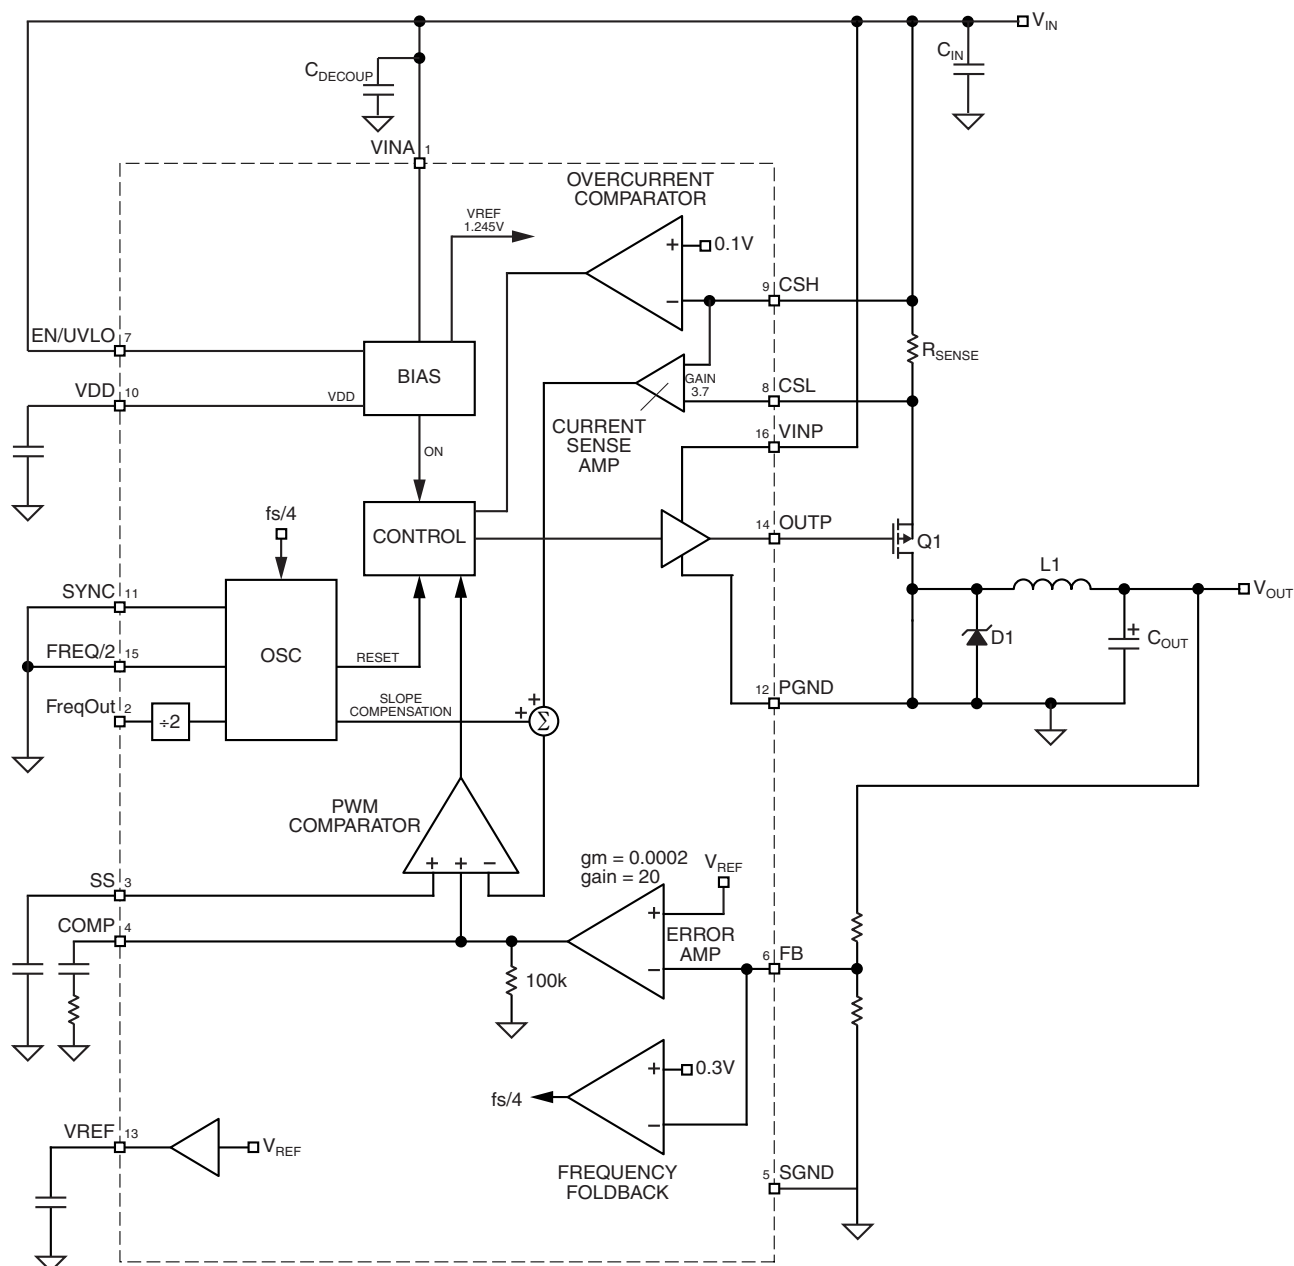 VIN
CIN
CDECOUP
VINA 1
OVERCURRENT
COMPARATOR
VREF
1.245V
+ 0.1V
−
9 CSH
EN/UVLO 7
RSENSE
BIAS
GAIN
3.7
8 CSL
VDD 10
VDD
CURRENT
SENSE
AMP
16 VINP
ON
fs/4
CONTROL
14 OUTP
Q1
L1
SYNC 11
VOUT
D1
+
COUT
FREQ/2 15
OSC
RESET
12 PGND
FreqOut 2
÷2
SLOPE
COMPENSATION
+
+
Σ
PWM
COMPARATOR
+ + −
gm = 0.0002
gain = 20
VREF
SS 3
+
COMP 4
ERROR
AMP
−
6 FB
100k
+ 0.3V
fs/4
−
VREF 13
VREF
FREQUENCY
FOLDBACK
5 SGND